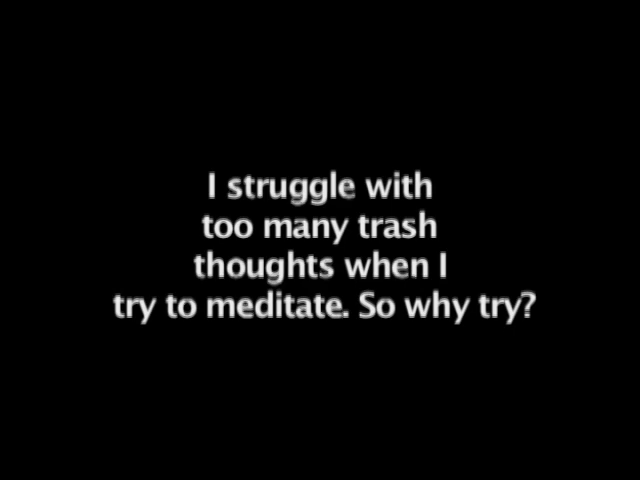 I struggle with
too many trash
thoughts when I
try to meditate. So why try?